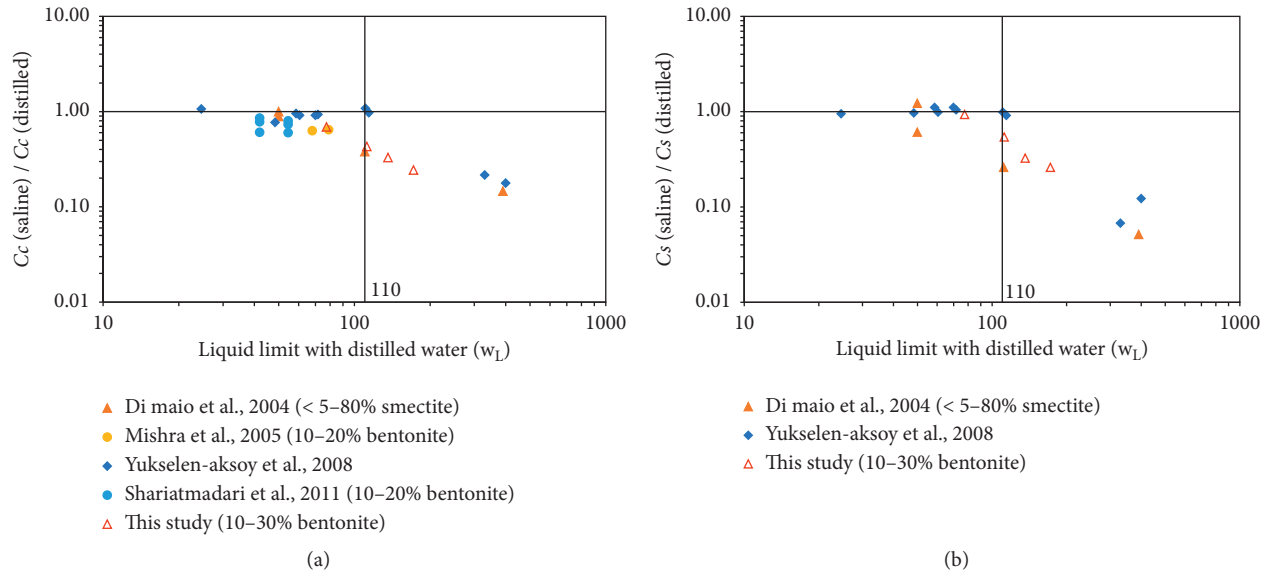 10.00
1.00
0.10
0.01
Cc (saline) / Cc (distilled)
110
10
100
1000
Liquid limit with distilled water (wL)
Di maio et al., 2004 (< 5–80% smectite)
Mishra et al., 2005 (10–20% bentonite)
Yukselen-aksoy et al., 2008
Shariatmadari et al., 2011 (10–20% bentonite)
This study (10–30% bentonite)
(a)
10.00
1.00
0.10
0.01
Cs (saline) / Cs (distilled)
110
10
100
1000
Liquid limit with distilled water (wL)
Di maio et al., 2004 (< 5–80% smectite)
Yukselen-aksoy et al., 2008
This study (10–30% bentonite)
(b)